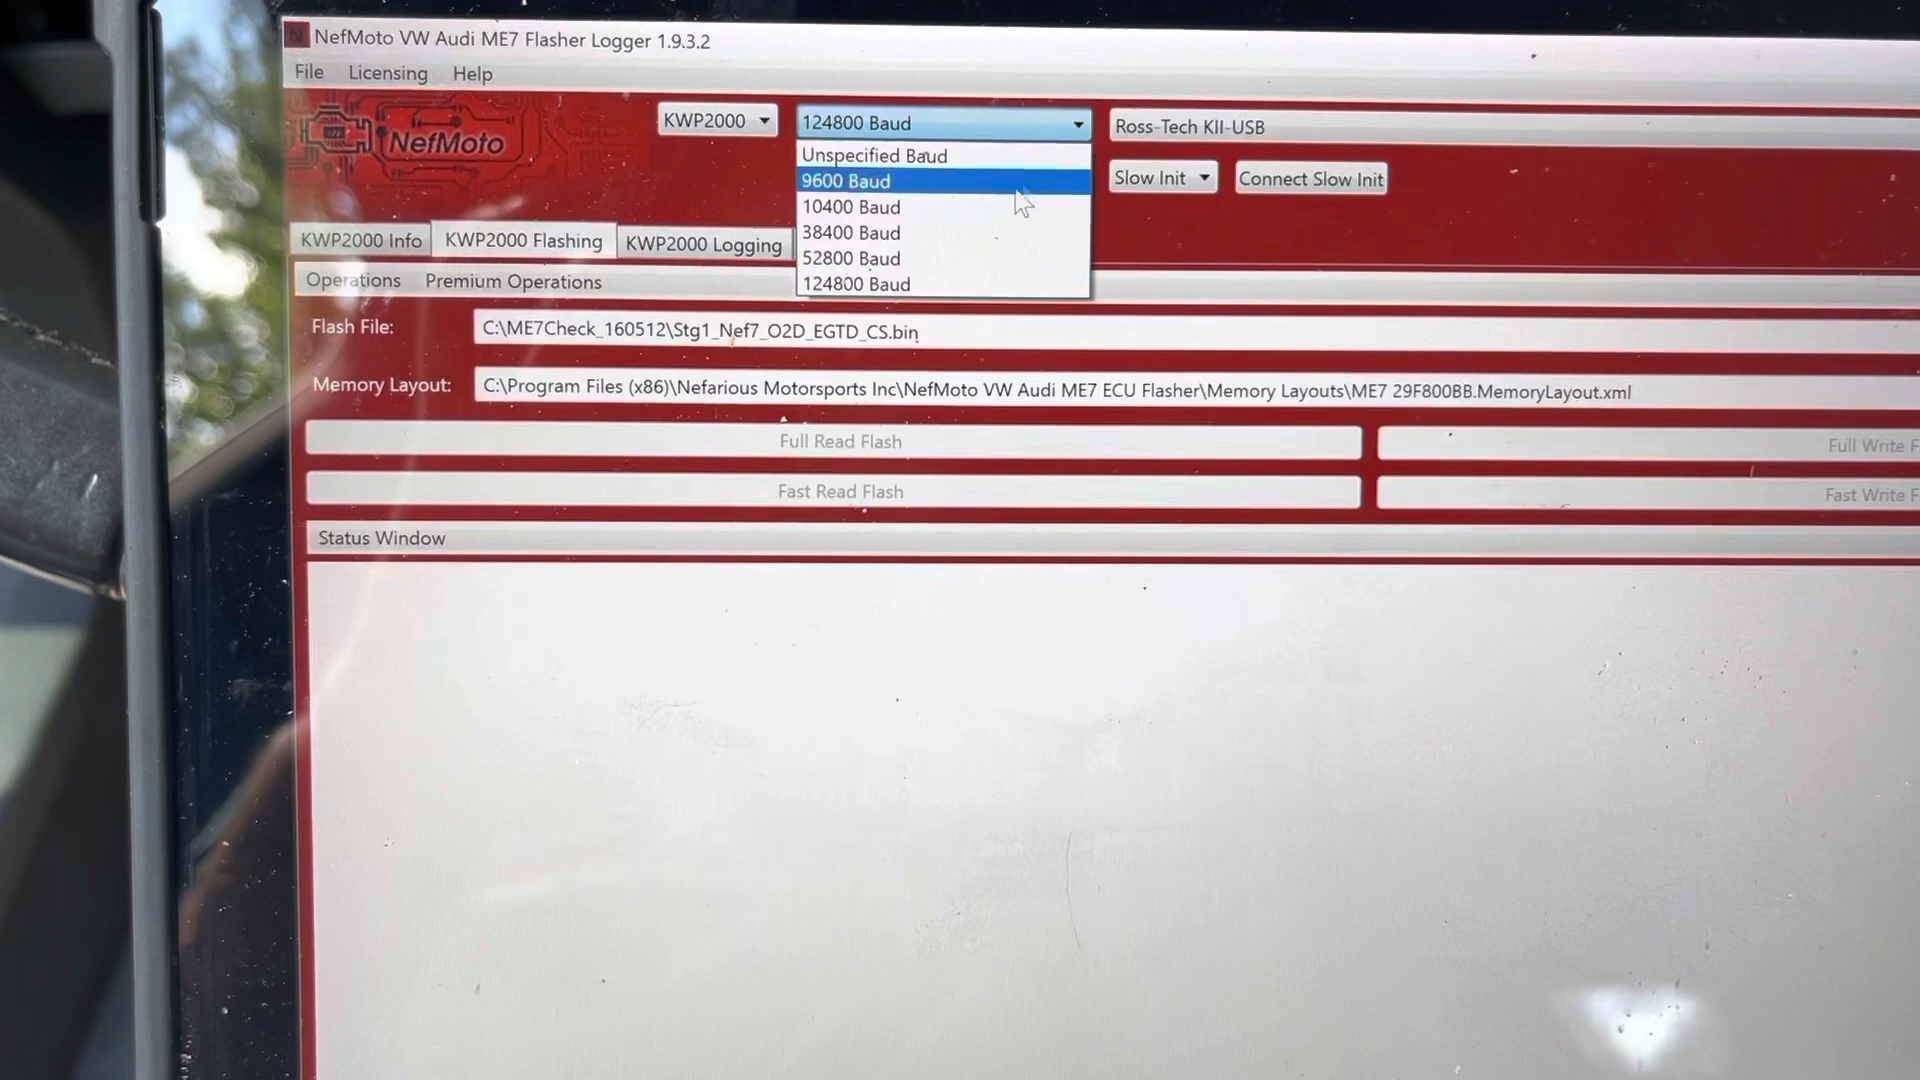 NefMoto VW Audi ME7 Flasher Logger 1.9.3.2
File Licensing Help
NefMoto
KWP2000
124800 Baud
Ross-Tech KII-USB
Unspecified Baud
9600 Baud
10400 Baud
38400 Baud
52800 Baud
124800 Baud
Slow Init
Connect Slow Init
KWP2000 Info KWP2000 Flashing KWP2000 Logging
Operations Premium Operations
Flash File: C:\ME7Check_160512\Stg1_Nef7_O2D_EGTD_CS.bin
Memory Layout: C:\Program Files (x86)\Nefarious Motorsports Inc\NefMoto VW Audi ME7 ECU Flasher\Memory Layouts\ME7 29F800BB.MemoryLayout.xml
Full Read Flash Full Write F
Fast Read Flash Fast Write F
Status Window